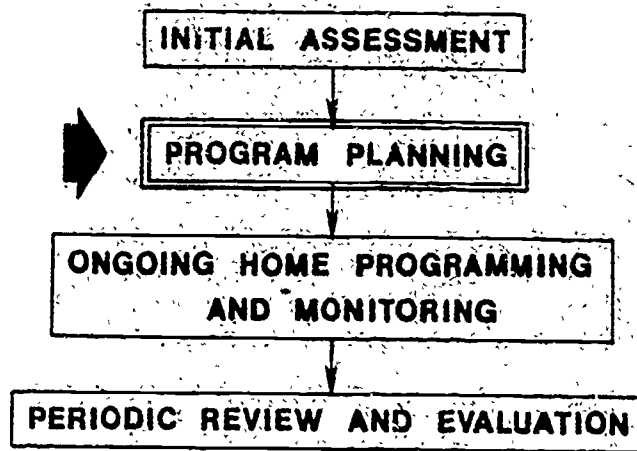 INITIAL ASSESSMENT
PROGRAM PLANNING
ONGOING HOME PROGRAMMING
AND MONITORING
PERIODIC REVIEW AND EVALUATION